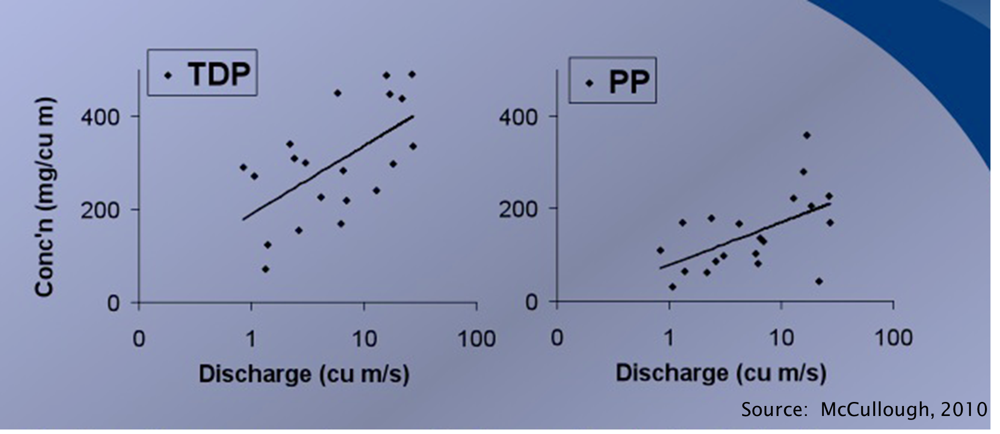 TDP
PP
Conc'n (mg/cu m)
400
200
0
0 1 10 100
Discharge (cu m/s)
400
200
0
0 1 10 100
Discharge (cu m/s)
Source: McCullough, 2010